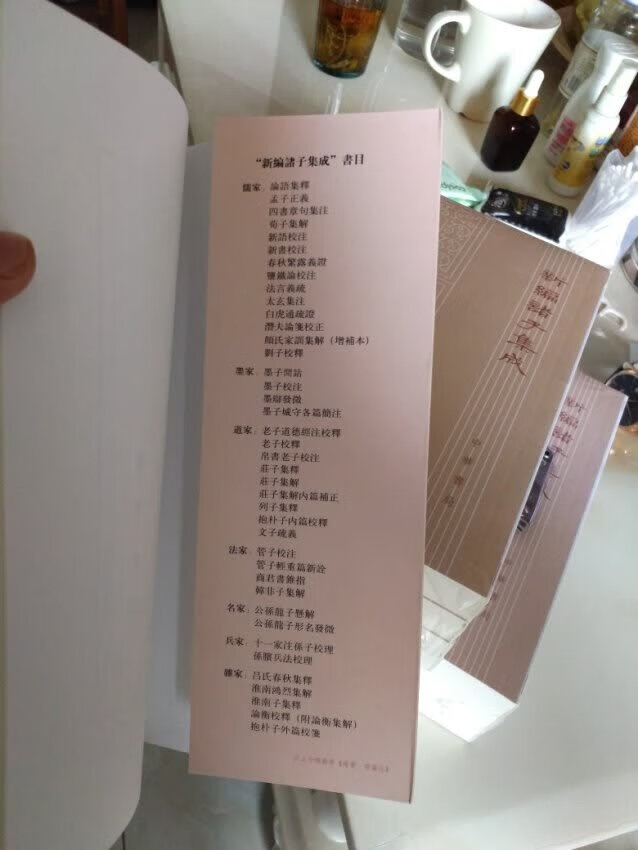 “新編諸子集成”書目
儒家：論語集釋
孟子正義
四書章句集注
荀子集解
新語校注
新書校注
春秋繁露義證
鹽鐵論校注
法言義疏
太玄集注
白虎通疏證
潛夫論箋校正
顏氏家訓集解（增補本）
劉子校釋
墨家：墨子閒詁
墨子校注
墨辯發微
墨子城守各篇簡注
道家：老子道德經注校釋
老子校釋
帛書老子校注
莊子集釋
莊子集解
莊子集解內篇補正
列子集釋
抱朴子內篇校釋
文子疏義
法家：管子校注
管子輕重篇新詮
商君書錐指
韓非子集解
名家：公孫龍子懸解
公孫龍子形名發微
兵家：十一家注孫子校理
孫臏兵法校理
雜家：呂氏春秋集釋
淮南鴻烈集解
淮南子集釋
論衡校釋（附論衡集解）
抱朴子外篇校箋
新編諸子集成
中華書局